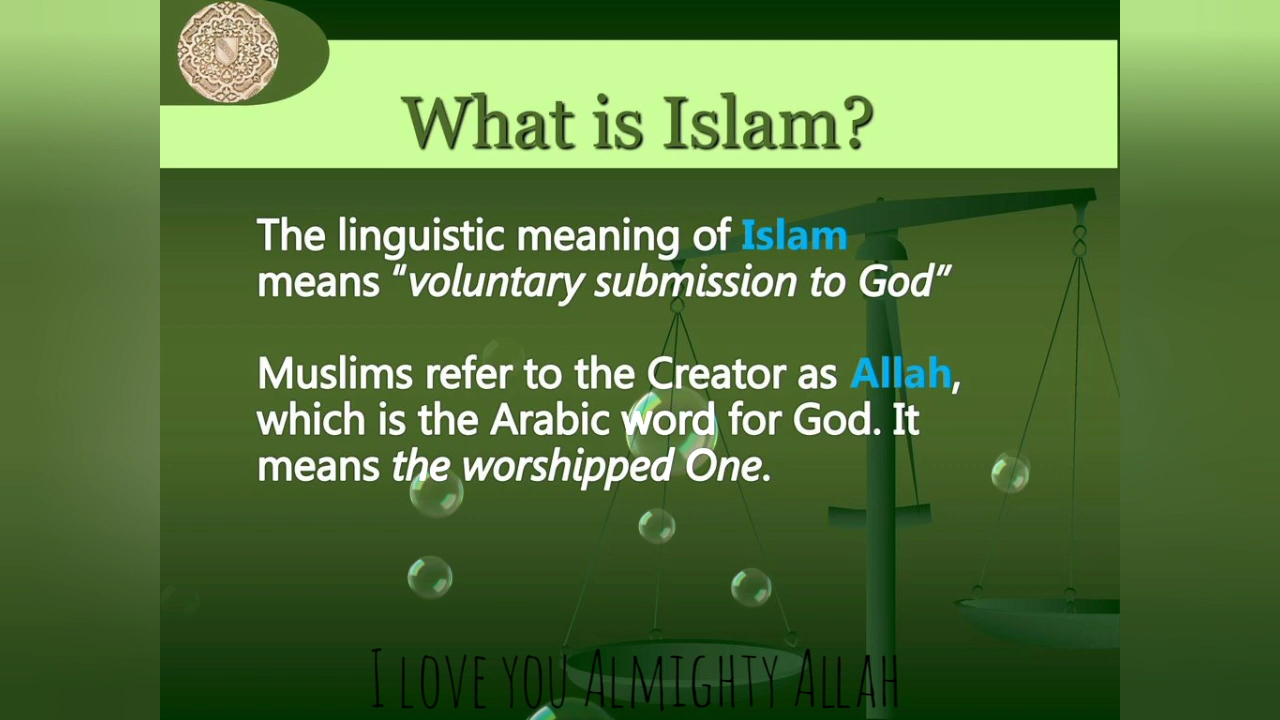 What is Islam?
The linguistic meaning of Islam
means “voluntary submission to God”
Muslims refer to the Creator as Allah,
which is the Arabic word for God. It
means the worshipped One.
I love you Almighty Allah